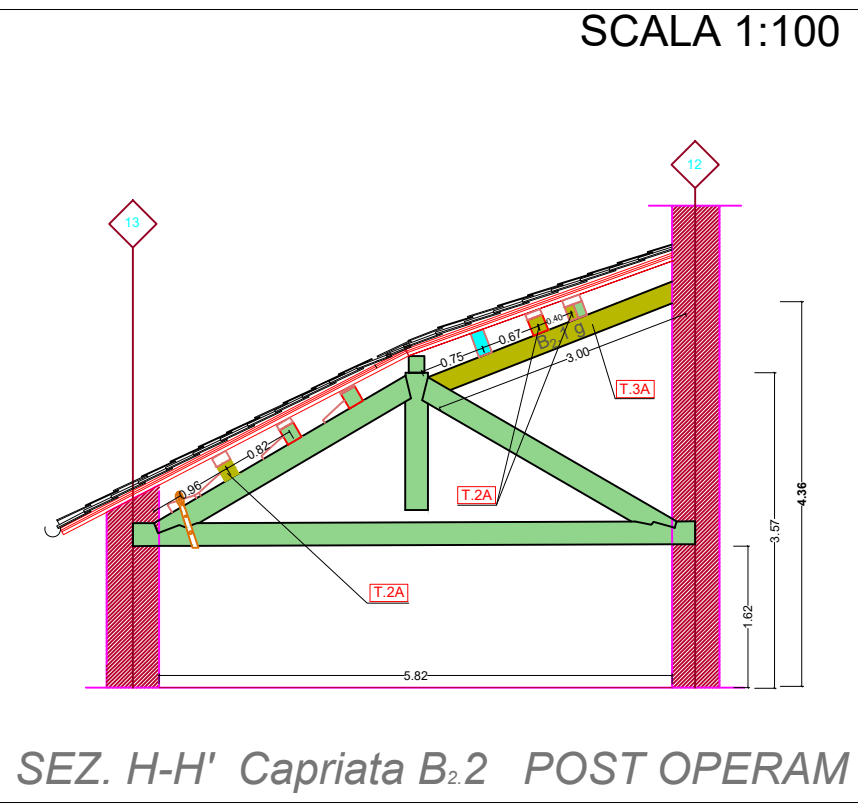 SCALA 1:100
12
13
0.40
0.67
0.75
B2.1 g
3.00
T.3A
0.82
0.96
T.2A
4.36
3.57
T.2A
1.62
5.82
SEZ. H-H' Capriata B2.2 POST OPERAM